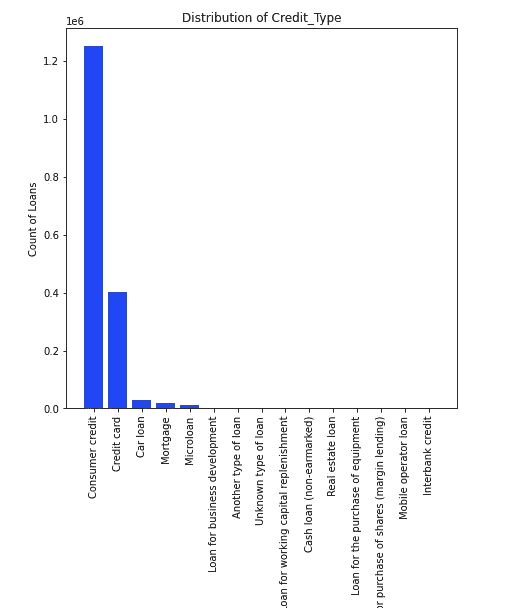 Distribution of Credit_Type
1e6
1.2
1.0
0.8
0.6
0.4
0.2
0.0
Count of Loans
Consumer credit
Credit card
Car loan
Mortgage
Microloan
Loan for business development
Another type of loan
Unknown type of loan
oan for working capital replenishment
Cash loan (non-earmarked)
Real estate loan
Loan for the purchase of equipment
or purchase of shares (margin lending)
Mobile operator loan
Interbank credit